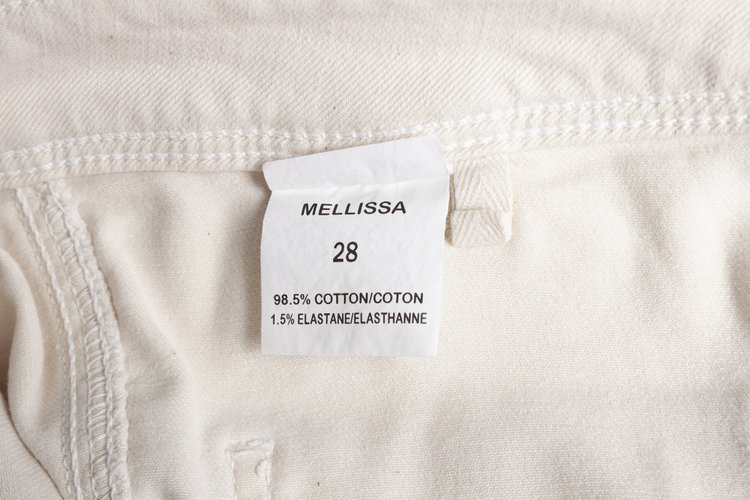 MELLISSA
28
98.5% COTTON/COTON
1.5% ELASTANE/ELASTHANNE